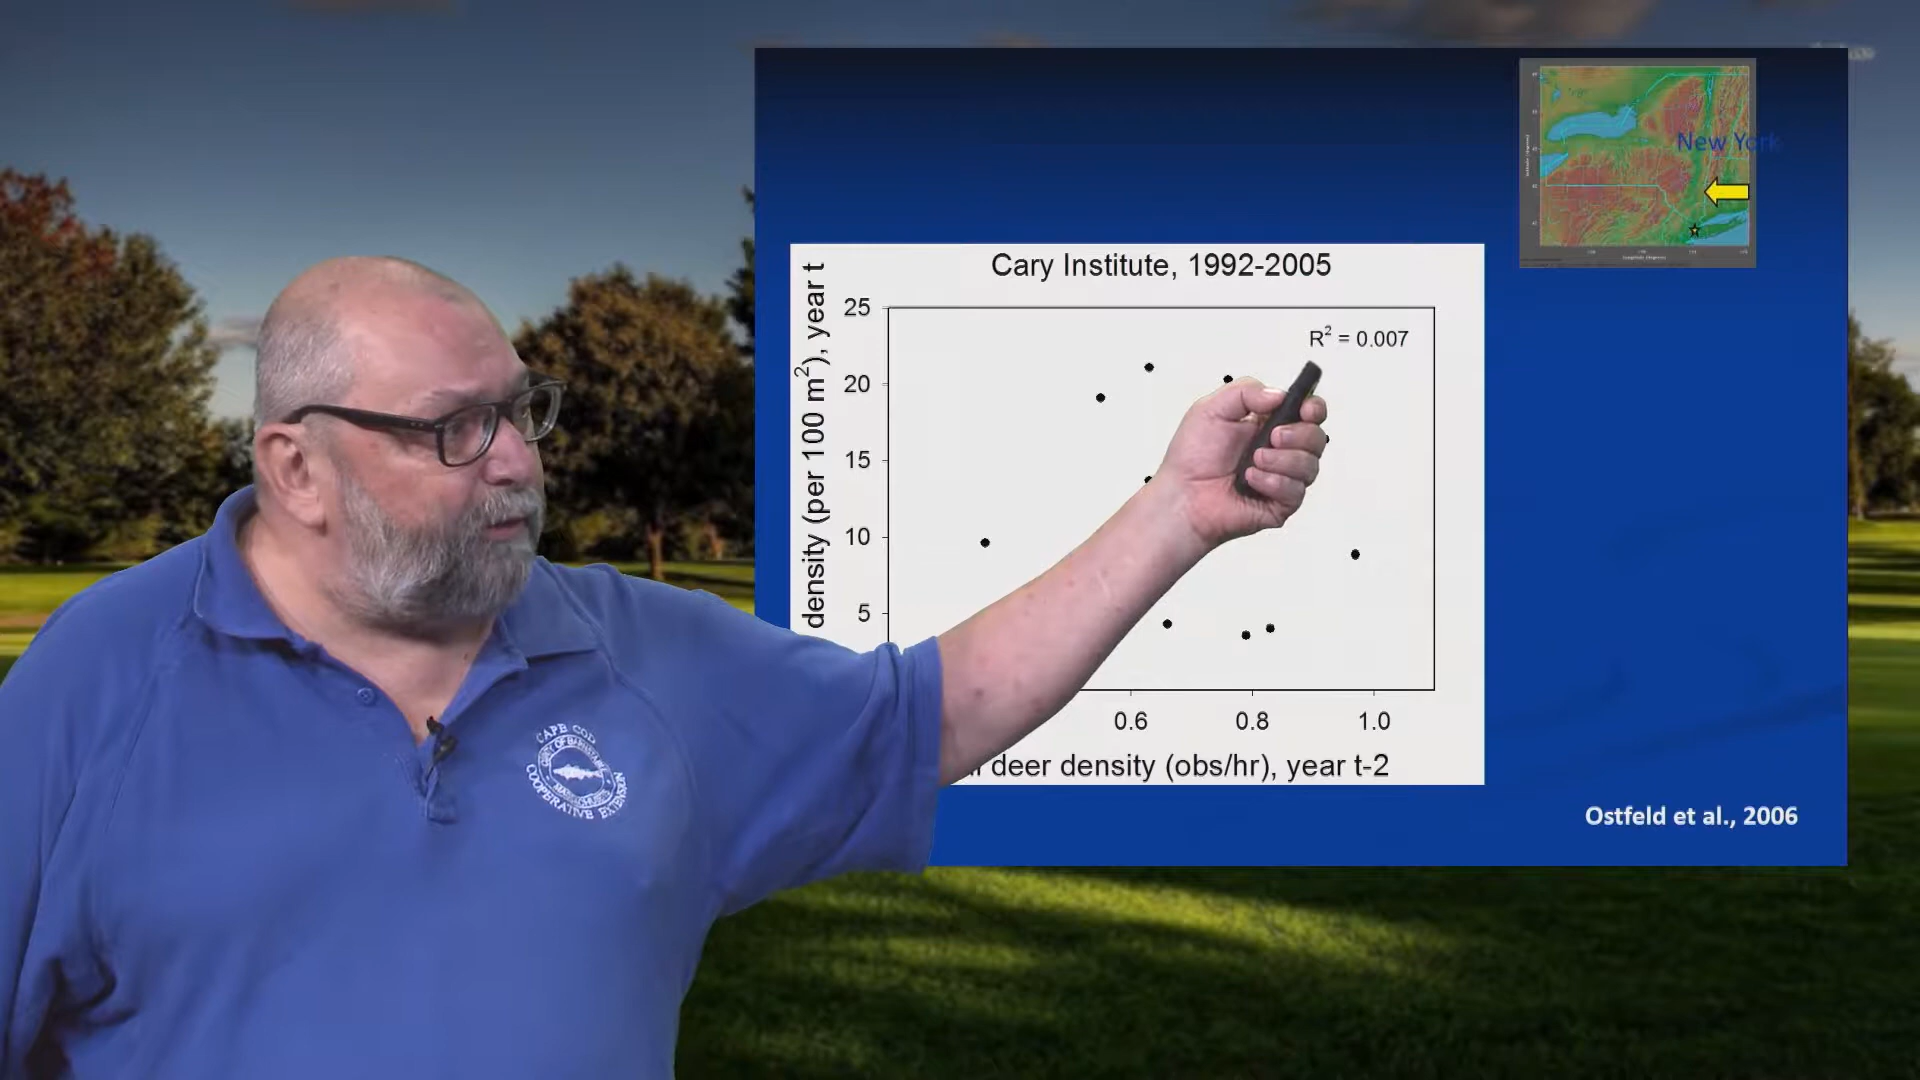 New York
Cary Institute, 1992-2005
density (per 100 m²), year t
25
20
15
10
5
R² = 0.007
0.6
0.8
1.0
deer density (obs/hr), year t-2
Ostfeld et al., 2006
CAPE COD
COOPERATIVE EXTENSION